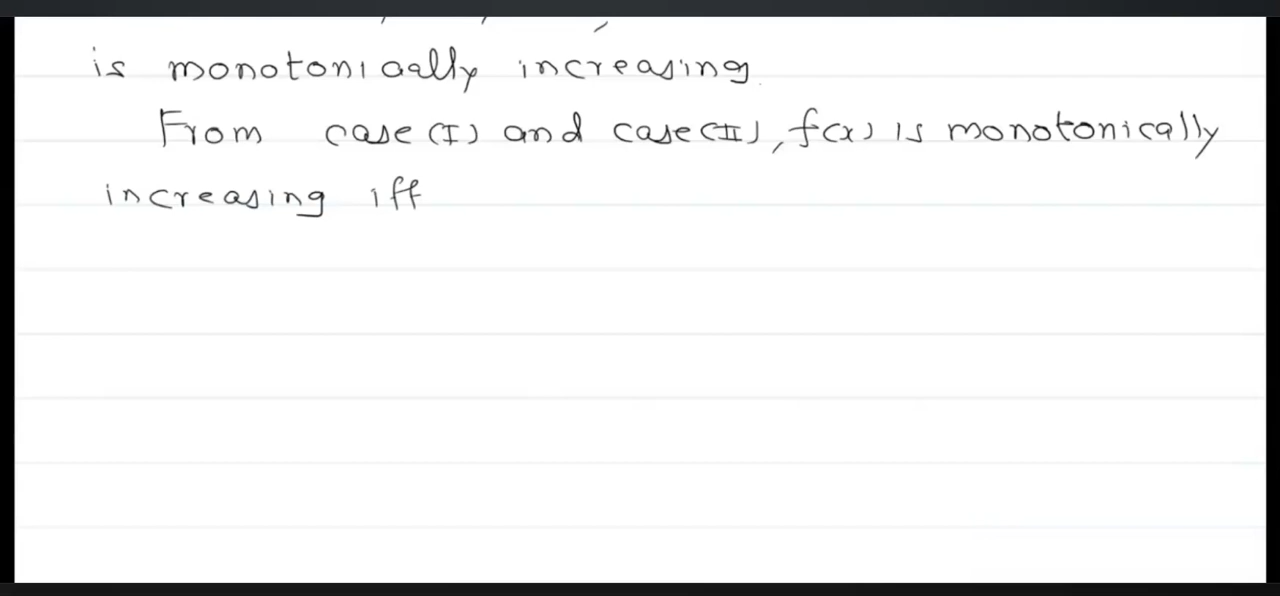 is monotonically increasing
From case (I) and case (II), f(x) is monotonically
increasing iff